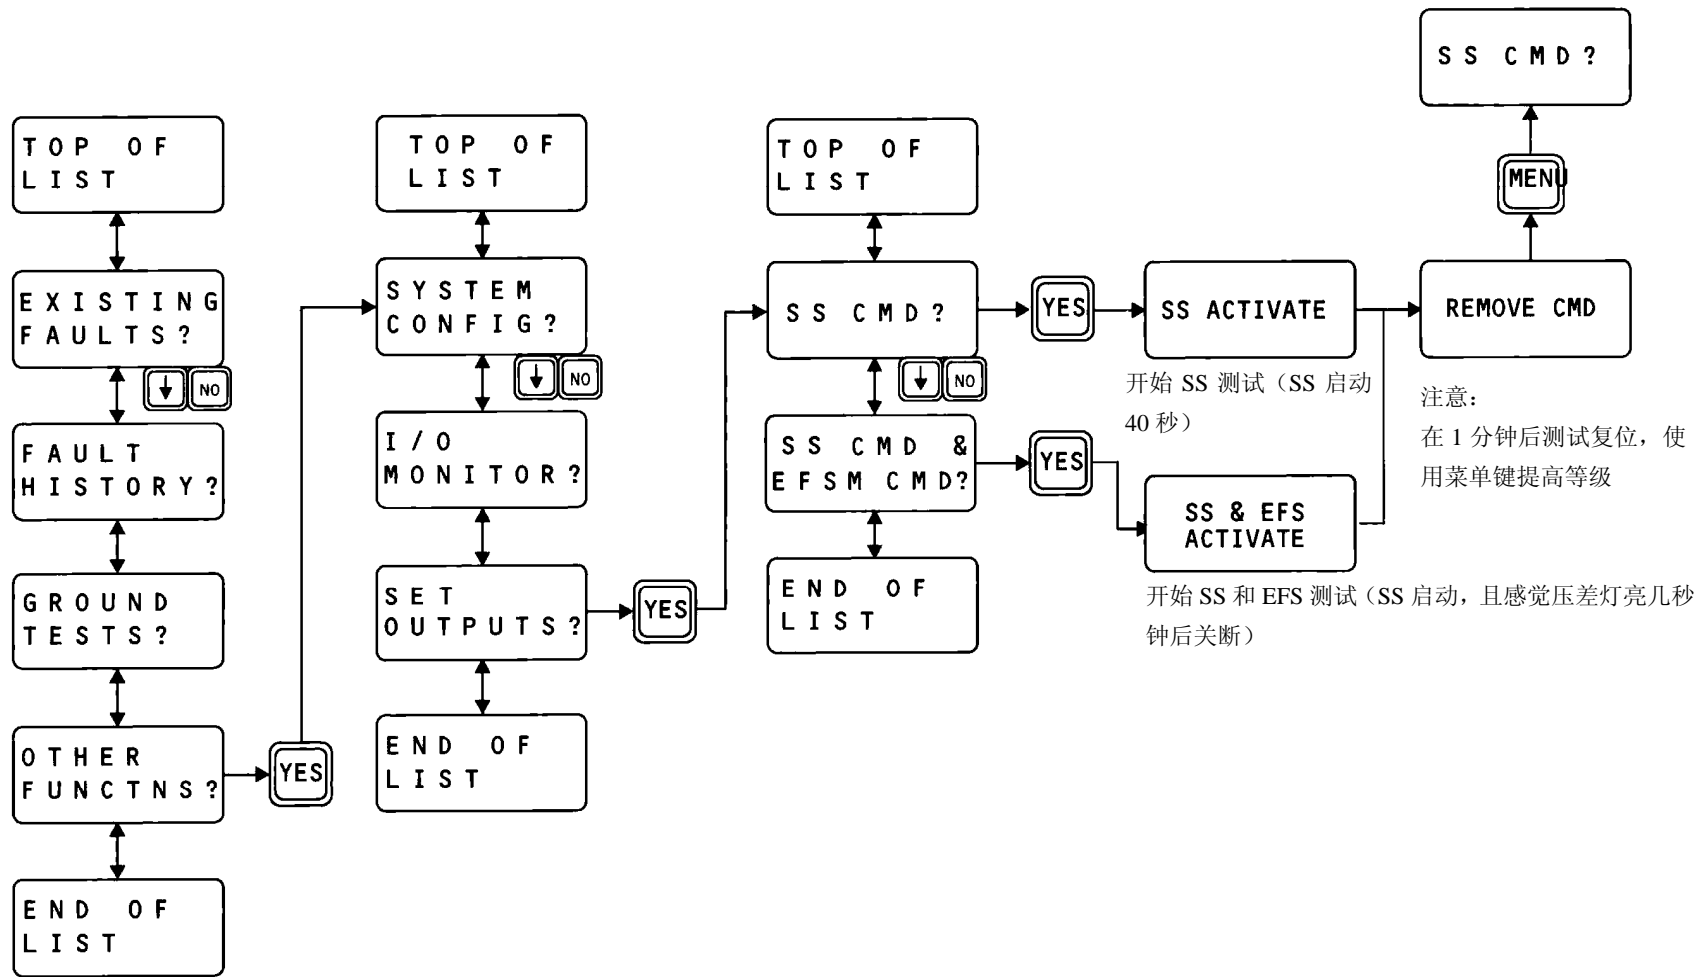 TOP OF
LIST
EXISTING
FAULTS?
↓ NO
FAULT
HISTORY?
GROUND
TESTS?
OTHER
FUNCTNS?
YES
END OF
LIST
TOP OF
LIST
SYSTEM
CONFIG?
↓ NO
I/O
MONITOR?
SET
OUTPUTS?
YES
END OF
LIST
TOP OF
LIST
SS CMD?
YES
↓ NO
SS CMD &
EFSM CMD?
YES
END OF
LIST
SS ACTIVATE
开始 SS 测试（SS 启动
40 秒）
SS & EFS
ACTIVATE
开始 SS 和 EFS 测试（SS 启动，且感觉压差灯亮几秒
钟后关断）
SS CMD?
MENU
REMOVE CMD
注意：
在 1 分钟后测试复位，使
用菜单键提高等级